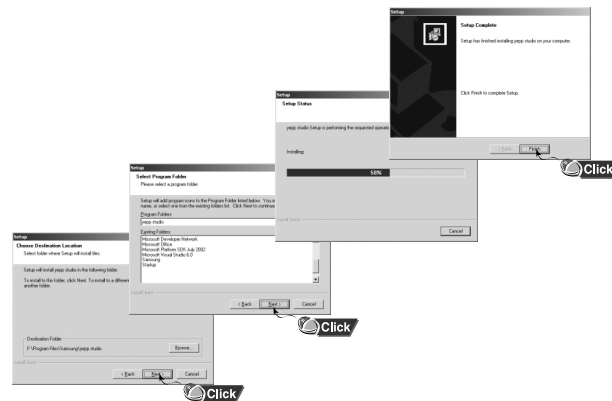 Setup
Choose Destination Location
Select folder where Setup will install files.
Setup will install yepp studio in the following folder.
To install to this folder, click Next. To install to a different
another folder.
Destination Folder
F:\Program Files\Samsung\yepp studio
Browse...
InstallShield
< Back
Next >
Cancel
Click
Setup
Select Program Folder
Please select a program folder.
Setup will add program icons to the Program Folder listed below. You
name, or select one from the existing folders list. Click Next to continue.
Program Folders:
yepp studio
Existing Folders:
Microsoft Developer Network
Microsoft Office
Microsoft Platform SDK July 2002
Microsoft Visual Studio 6.0
Samsung
Startup
InstallShield
< Back
Next >
Cancel
Click
Setup
Setup Status
yepp studio Setup is performing the requested
Installing:
58%
InstallShield
Cancel
Setup
Setup Complete
Setup has finished installing yepp studio on your computer.
Click Finish to complete Setup.
< Back
Finish
Click